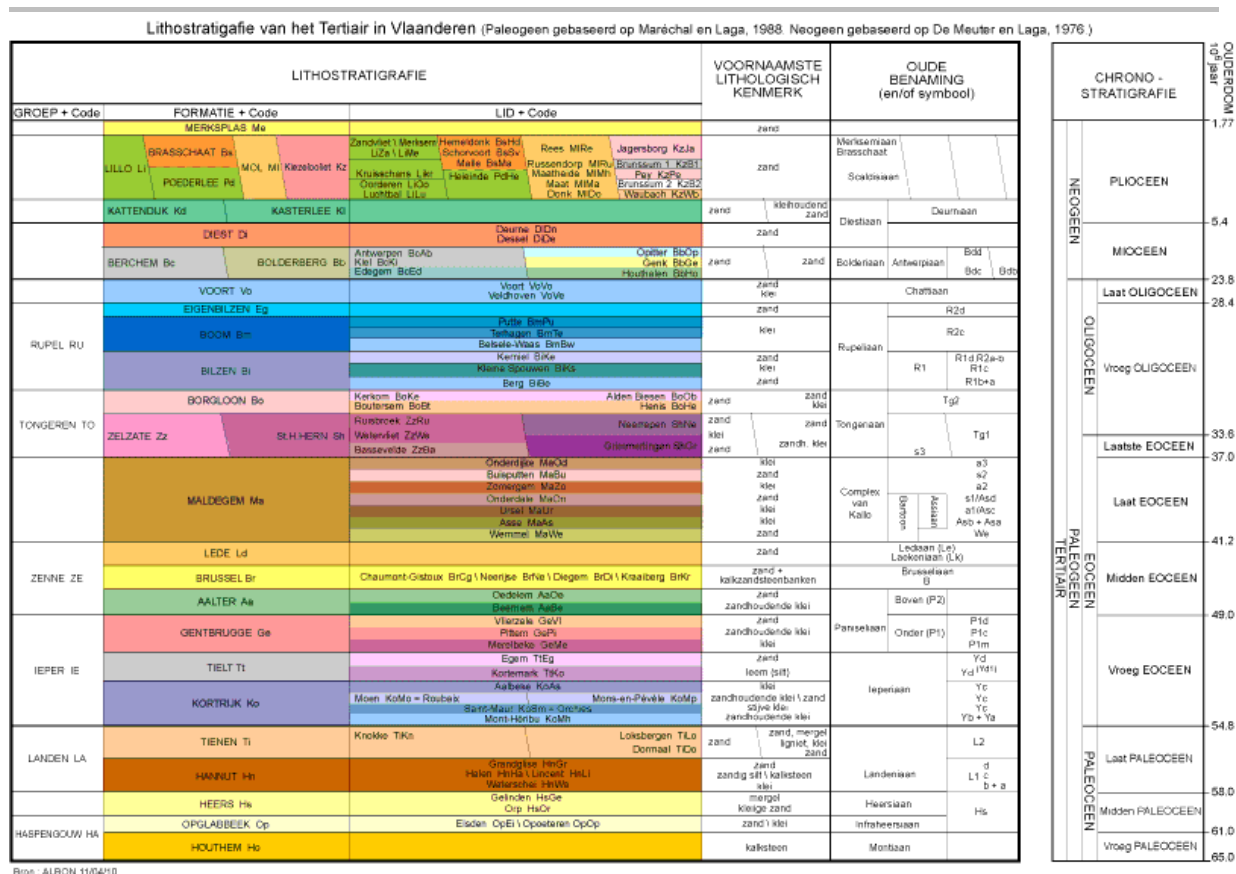 Lithostratigafie van het Tertiair in Vlaanderen (Paleogeen gebaseerd op Maréchal en Laga, 1988. Neogeen gebaseerd op De Meuter en Laga, 1976.)
LITHOSTRATIGRAFIE
VOORNAAMSTE LITHOLOGISCH KENMERK
OUDE BENAMING (en/of symbool)
CHRONO - STRATIGRAFIE
OUDERDOM 10⁶ jaar
GROEP + Code FORMATIE + Code LID + Code
MERKSPLAS Me zand 1.77
LILLO Li BRASSCHAAT Bs POEDERLEE Pd MOL Ml Kiezeloöliet Kz
Zandvliet \ Merksem LiZa \ LiMe
Kruisschans Likr
Oorderen LiOo
Luchtbal LiLu
Hemeldonk BsHd
Schorvoort BsSv
Malle BsMa
Heieinde PdHe
Rees MlRe
Russendorp MlRu
Maatheide MlMh
Maat MlMa
Donk MlDo
Jagersborg KzJa
Brunssum 1 KzB1
Pey KzPe
Brunssum 2 KzB2
Waubach KzWb
zand
Merksemiaan
Brasschaat
Scaldisiaan
NEOGEEN PLIOCEEN
KATTENDIJK Kd KASTERLEE Kl zand kleihoudend zand Diestiaan Deurniaan
5.4
DIEST Di Deurne DiDn
Dessel DiDe
zand
MIOCEEN
BERCHEM Bc BOLDERBERG Bb
Antwerpen BcAb Opitter BbOp
Kiel BcKi Genk BbGe
Edegem BcEd Houthalen BbHo
zand zand Bolderiaan Antwerpiaan Bdd
Bdc Bdb
23.8
VOORT Vo Voort VoVo zand Chattiaan Laat OLIGOCEEN
Veldhoven VoVe klei
28.4
RUPEL RU
EIGENBILZEN Eg zand R2d
BOOM Bm Putte BmPu
Terhagen BmTe klei R2c
Belsele-Waas BmBw
Rupeliaan
BILZEN Bi Kerniel BiKe zand R1d R2a-b
Kleine Spouwen BiKs klei R1 R1c
Berg BiBe zand R1b+a
OLIGOCEEN Vroeg OLIGOCEEN
TONGEREN TO
BORGLOON Bo Kerkom BoKe Alden Biesen BoOb zand zand Tg2
Boutersem BoBt Henis BoHe klei
33.6
ZELZATE Zz St.H.HERN Sh
Ruisbroek ZzRu Neerrepen ShNe zand zand
Watervliet ZzWa klei zandh. klei
Bassevelde ZzBa Grimmertingen ShGr zand
Tongeriaan Tg1
s3
Laatste EOCEEN
37.0
MALDEGEM Ma
Onderdijke MaOd klei a3
Buisputten MaBu zand s2
Zomergem MaZo klei a2
Onderdale MaOn zand s1/Asd
Ursel MaUr klei a1/Asc
Asse MaAs klei Asb + Asa
Wemmel MaWe zand We
Complex van Kallo Bartoon Assiaan
Laat EOCEEN
41.2
ZENNE ZE
LEDE Ld zand Lediaan (Le)
Laekeniaan (Lk)
BRUSSEL Br Chaumont-Gistoux BrCg \ Neerijse BrNe \ Diegem BrDi \ Kraaiberg BrKr zand + kalkzandsteenbanken Brusseliaan B
AALTER Aa Oedelem AaOe zand Boven (P2)
Beernem AaBe zandhoudende klei
TERTIAIR PALEOGEEN EOCEEN Midden EOCEEN
49.0
IEPER IE
GENTBRUGGE Ge Vlierzele GeVl zand P1d
Pittem GePi zandhoudende klei Paniseliaan Onder (P1) P1c
Merelbeke GeMe klei P1m
TIELT Tt Egem TtEg zand Yd
Kortemark TtKo leem (silt) Yd (Yd1)
KORTRIJK Ko Aalbeke KoAa klei Ieperiaan Yc
Moen KoMo = Roubaix Mons-en-Pévèle KoMp zandhoudende klei \ zand Yc
Saint-Maur KoSm = Orchies stijve klei Yc
Mont-Héribu KoMh zandhoudende klei Yb + Ya
Vroeg EOCEEN
54.8
LANDEN LA
TIENEN Ti Knokke TiKn Loksbergen TiLo zand zand, mergel ligniet, klei L2
Dormaal TiDo zand
HANNUT Hn Grandglise HnGr zand d
Halen HnHa \ Lincent HnLi zandig silt \ kalksteen Landeniaan L1 c
Waterschei HnWa klei b + a
Laat PALEOCEEN
58.0
HEERS Hs Gelinden HsGe mergel Heersiaan Hs
Orp HsOr kleiige zand
PALEOCEEN Midden PALEOCEEN
HASPENGOUW HA
OPGLABBEEK Op Eisden OpEi \ Opoeteren OpOp zand \ klei Infraheersiaan
61.0
HOUTHEM Ho kalksteen Montiaan Vroeg PALEOCEEN
65.0
Bron : ALBON 11/04/10